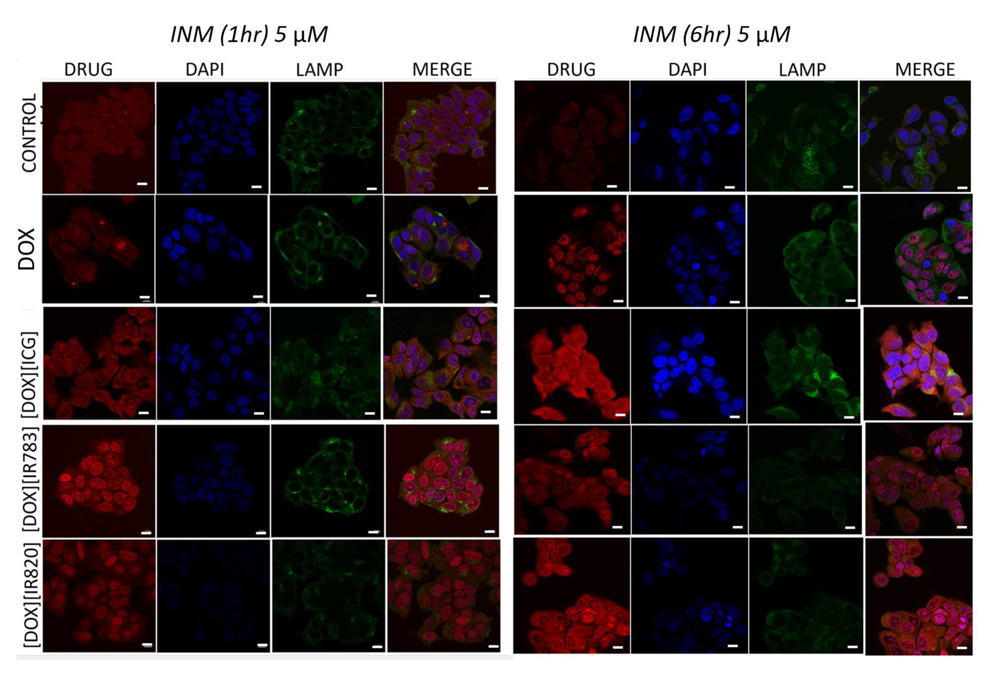 INM (1hr) 5 µM
INM (6hr) 5 µM
DRUG DAPI LAMP MERGE
DRUG DAPI LAMP MERGE
CONTROL
DOX
[DOX][ICG]
[DOX][IR783]
[DOX][IR820]